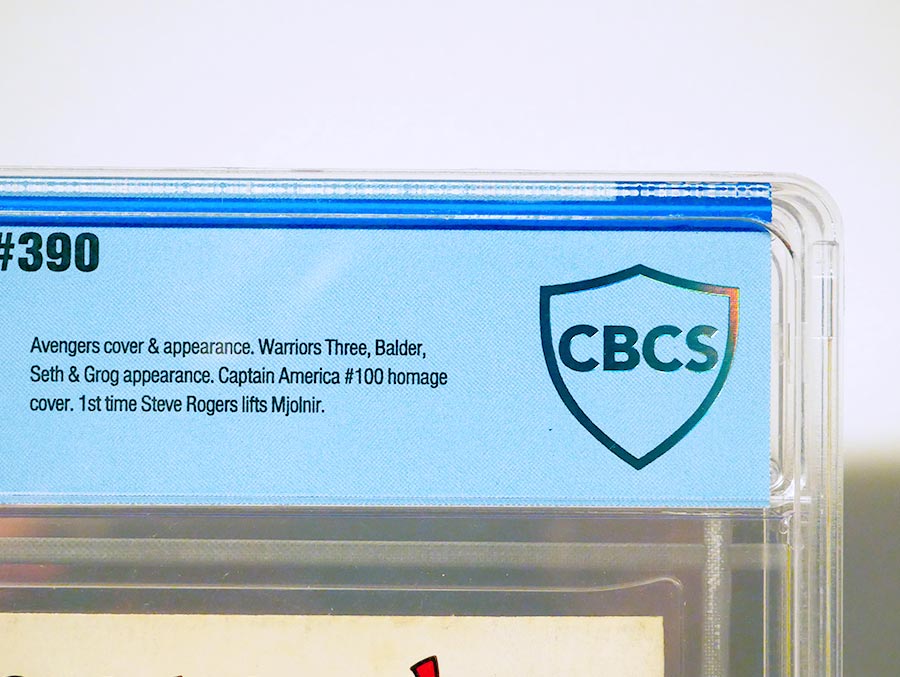 #390
Avengers cover & appearance. Warriors Three, Balder,
Seth & Grog appearance. Captain America #100 homage
cover. 1st time Steve Rogers lifts Mjolnir.
CBCS